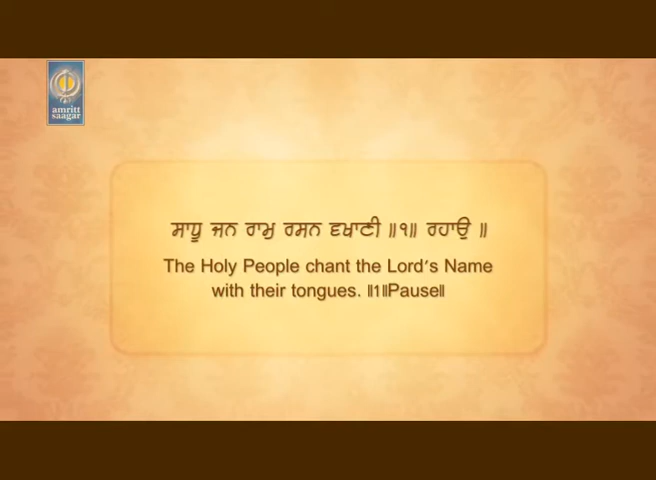 amritt
saagar
ਸਾਧੂ ਜਨ ਰਾਮੁ ਰਸਨ ਵਖਾਣੀ ॥੧॥ ਰਹਾਉ ॥
The Holy People chant the Lord's Name
with their tongues. ॥1॥Pause॥